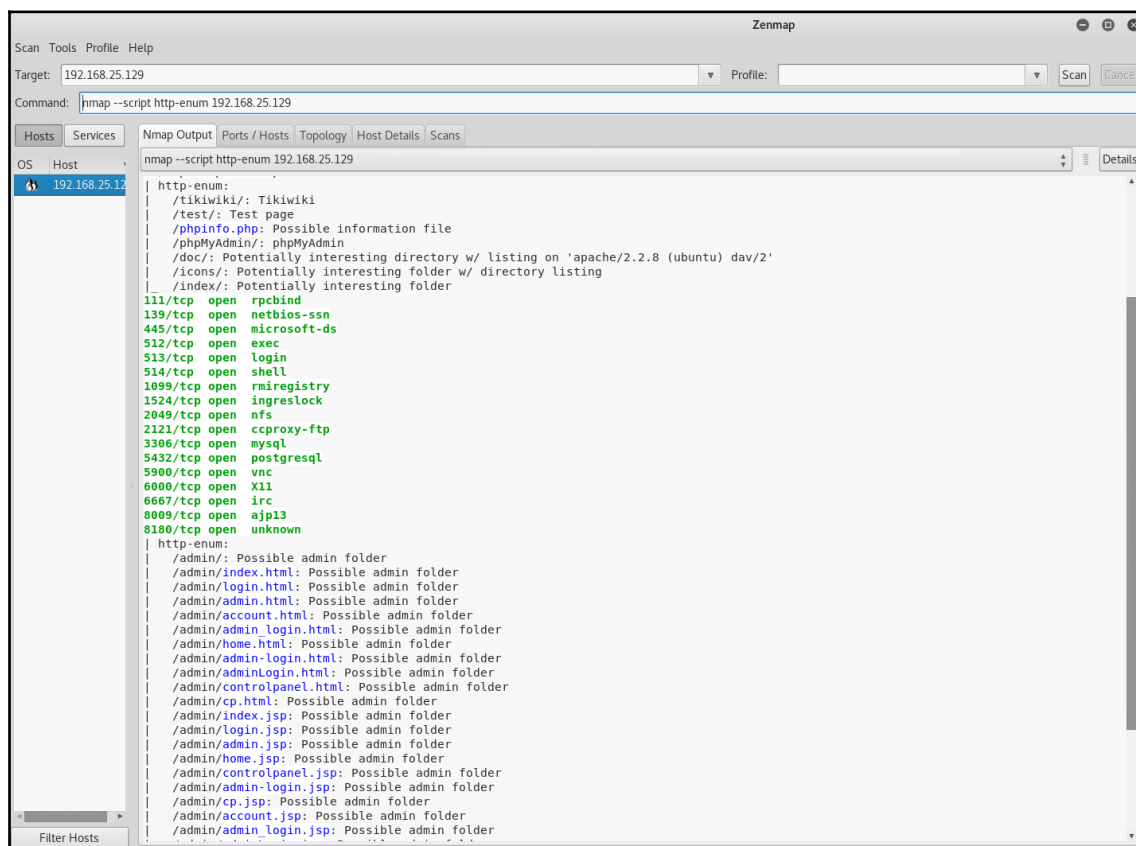 Zenmap
Scan Tools Profile Help
Target: 192.168.25.129 Profile: Scan Cance
Command: nmap --script http-enum 192.168.25.129
Hosts Services Nmap Output Ports / Hosts Topology Host Details Scans
OS Host nmap --script http-enum 192.168.25.129 Details
192.168.25.12
| http-enum:
|   /tikiwiki/: Tikiwiki
|   /test/: Test page
|   /phpinfo.php: Possible information file
|   /phpMyAdmin/: phpMyAdmin
|   /doc/: Potentially interesting directory w/ listing on 'apache/2.2.8 (ubuntu) dav/2'
|   /icons/: Potentially interesting folder w/ directory listing
|_  /index/: Potentially interesting folder
111/tcp  open  rpcbind
139/tcp  open  netbios-ssn
445/tcp  open  microsoft-ds
512/tcp  open  exec
513/tcp  open  login
514/tcp  open  shell
1099/tcp open  rmiregistry
1524/tcp open  ingreslock
2049/tcp open  nfs
2121/tcp open  ccproxy-ftp
3306/tcp open  mysql
5432/tcp open  postgresql
5900/tcp open  vnc
6000/tcp open  X11
6667/tcp open  irc
8009/tcp open  ajp13
8180/tcp open  unknown
| http-enum:
|   /admin/: Possible admin folder
|   /admin/index.html: Possible admin folder
|   /admin/login.html: Possible admin folder
|   /admin/admin.html: Possible admin folder
|   /admin/account.html: Possible admin folder
|   /admin/admin_login.html: Possible admin folder
|   /admin/home.html: Possible admin folder
|   /admin/admin-login.html: Possible admin folder
|   /admin/adminLogin.html: Possible admin folder
|   /admin/controlpanel.html: Possible admin folder
|   /admin/cp.html: Possible admin folder
|   /admin/index.jsp: Possible admin folder
|   /admin/login.jsp: Possible admin folder
|   /admin/admin.jsp: Possible admin folder
|   /admin/home.jsp: Possible admin folder
|   /admin/controlpanel.jsp: Possible admin folder
|   /admin/admin-login.jsp: Possible admin folder
|   /admin/cp.jsp: Possible admin folder
|   /admin/account.jsp: Possible admin folder
|   /admin/admin_login.jsp: Possible admin folder
Filter Hosts